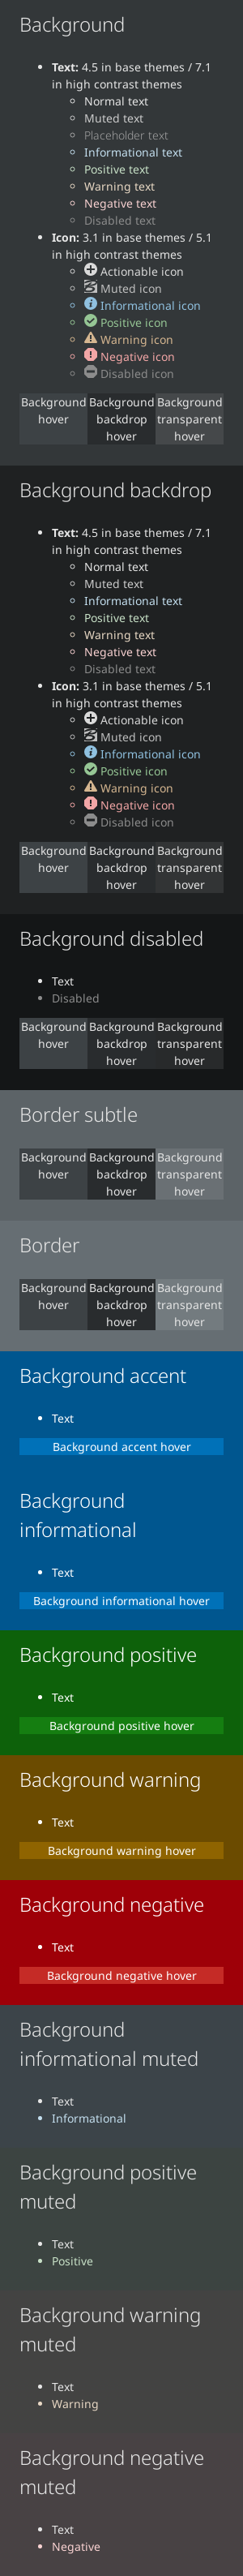 Background
Text: 4.5 in base themes / 7.1
in high contrast themes
Normal text
Muted text
Placeholder text
Informational text
Positive text
Warning text
Negative text
Disabled text
Icon: 3.1 in base themes / 5.1
in high contrast themes
Actionable icon
Muted icon
Informational icon
Positive icon
Warning icon
Negative icon
Disabled icon
Background Background Background
hover backdrop transparent
hover hover
Background backdrop
Text: 4.5 in base themes / 7.1
in high contrast themes
Normal text
Muted text
Informational text
Positive text
Warning text
Negative text
Disabled text
Icon: 3.1 in base themes / 5.1
in high contrast themes
Actionable icon
Muted icon
Informational icon
Positive icon
Warning icon
Negative icon
Disabled icon
Background Background Background
hover backdrop transparent
hover hover
Background disabled
Text
Disabled
Background Background Background
hover backdrop transparent
hover hover
Border subtle
Background Background Background
hover backdrop transparent
hover hover
Border
Background Background Background
hover backdrop transparent
hover hover
Background accent
Text
Background accent hover
Background
informational
Text
Background informational hover
Background positive
Text
Background positive hover
Background warning
Text
Background warning hover
Background negative
Text
Background negative hover
Background
informational muted
Text
Informational
Background positive
muted
Text
Positive
Background warning
muted
Text
Warning
Background negative
muted
Text
Negative